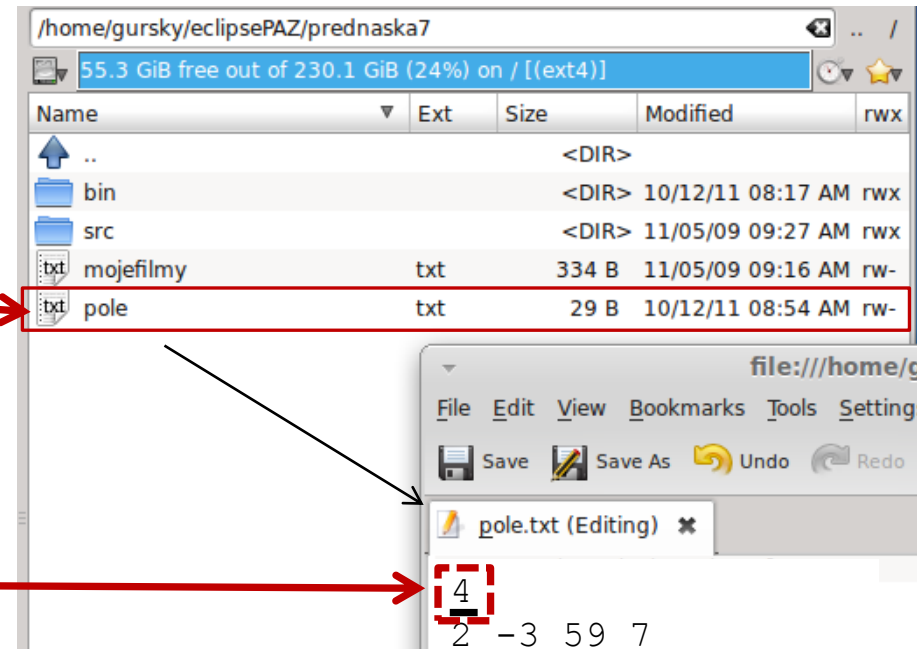 /home/gursky/eclipsePAZ/prednaska7 .. /
55.3 GiB free out of 230.1 GiB (24%) on / [(ext4)]
Name Ext Size Modified rwx
.. <DIR>
bin <DIR> 10/12/11 08:17 AM rwx
src <DIR> 11/05/09 09:27 AM rwx
txt mojefilmy txt 334 B 11/05/09 09:16 AM rw-
txt pole txt 29 B 10/12/11 08:54 AM rw-
file:///home/g
File Edit View Bookmarks Tools Setting
Save Save As Undo Redo
pole.txt (Editing)
4
2 -3 59 7